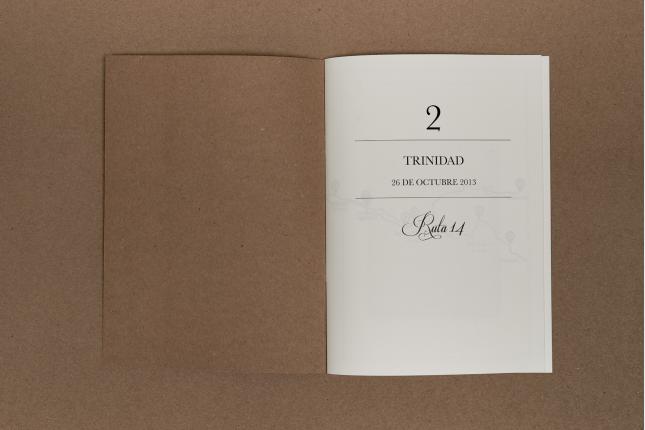 2
TRINIDAD
26 DE OCTUBRE 2013
Ruta 14